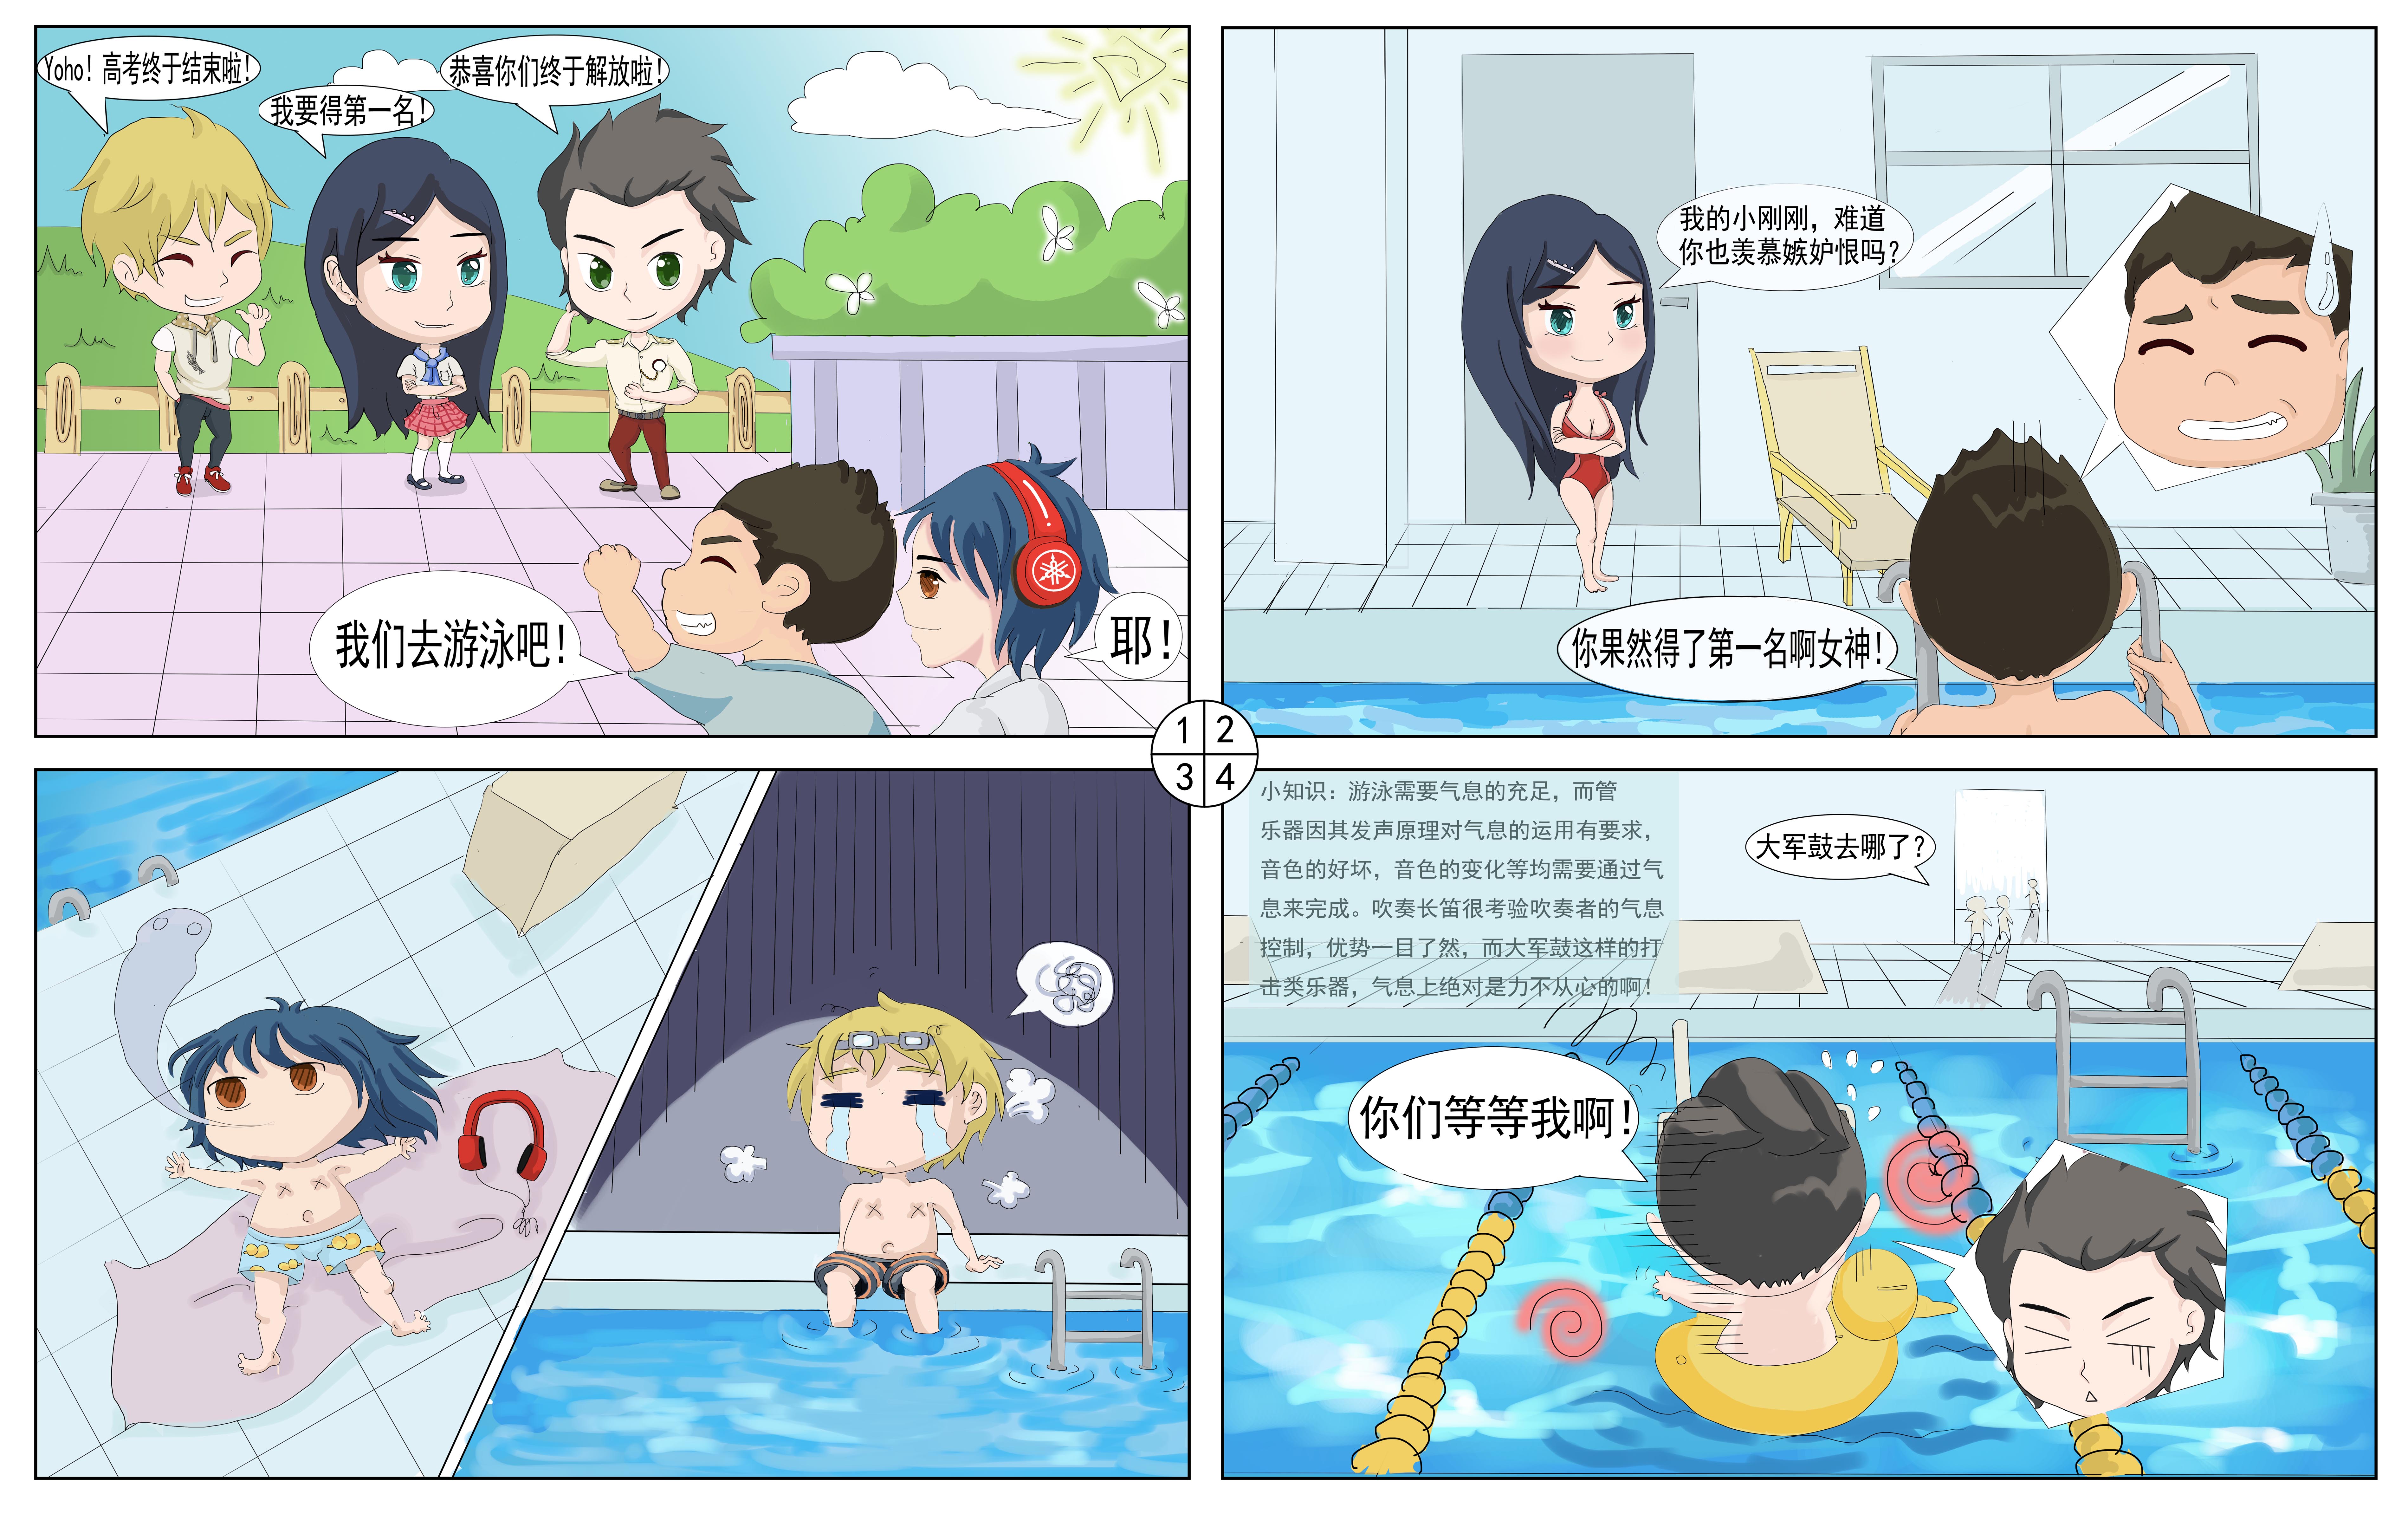 Yoho！高考终于结束啦！
我要得第一名！
恭喜你们终于解放啦！
我们去游泳吧！
耶！
我的小刚刚，难道
你也羡慕嫉妒恨吗？
你果然得了第一名啊女神！
1
2
3
4
小知识：游泳需要气息的充足，而管
乐器因其发声原理对气息的运用有要求，
音色的好坏，音色的变化等均需要通过气
息来完成。吹奏长笛很考验吹奏者的气息
控制，优势一目了然，而大军鼓这样的打
击类乐器，气息上绝对是力不从心的啊！
大军鼓去哪了？
你们等等我啊！